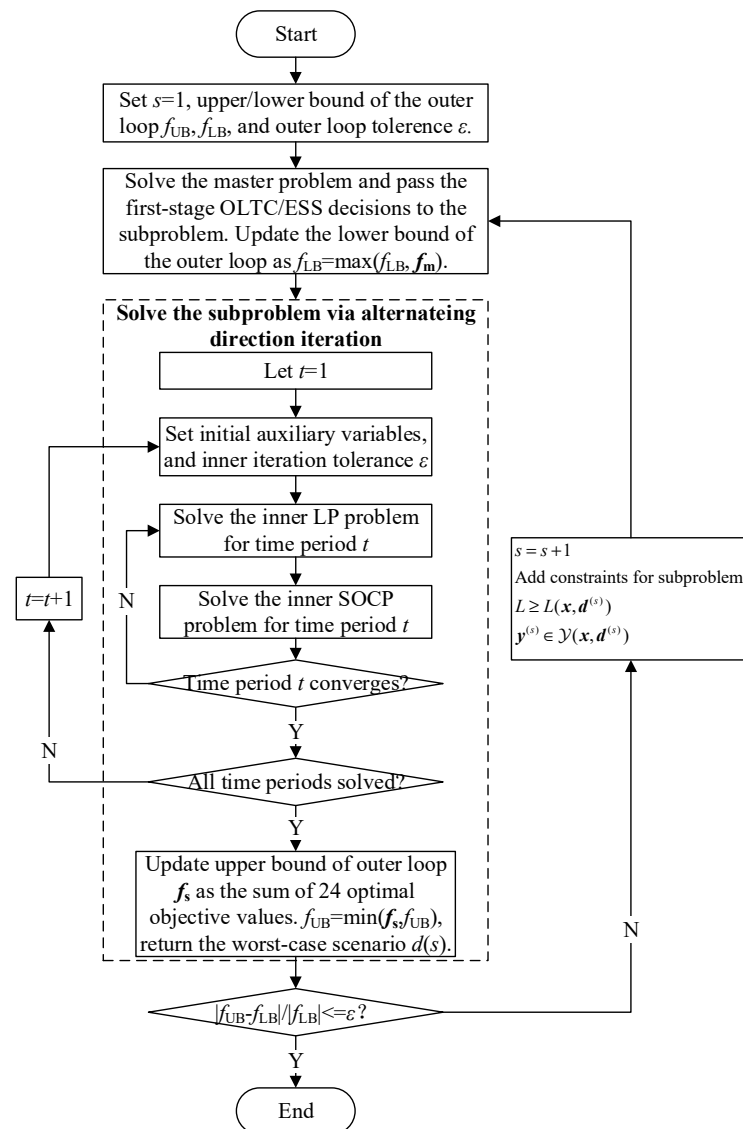 Start
Set s=1, upper/lower bound of the outer
loop fUB, fLB, and outer loop tolerence ε.
Solve the master problem and pass the
first-stage OLTC/ESS decisions to the
subproblem. Update the lower bound of
the outer loop as fLB=max(fLB, fm).
Solve the subproblem via alternateing
direction iteration
Let t=1
Set initial auxiliary variables,
and inner iteration tolerance ε
Solve the inner LP problem
for time period t
t=t+1
N
Solve the inner SOCP
problem for time period t
Time period t converges?
Y
N
All time periods solved?
Y
Update upper bound of outer loop
fs as the sum of 24 optimal
objective values. fUB=min(fs,fUB),
return the worst-case scenario d(s).
|fUB-fLB|/|fLB|<=ε?
Y
End
s = s+1
Add constraints for subproblem
L ≥ L(x, d(s))
y(s) ∈ 𝒴(x, d(s))
N